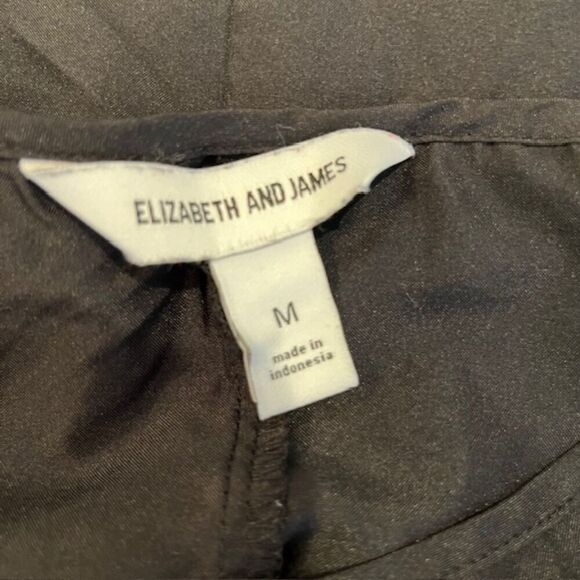 ELIZABETH AND JAMES
M
made in
indonesia